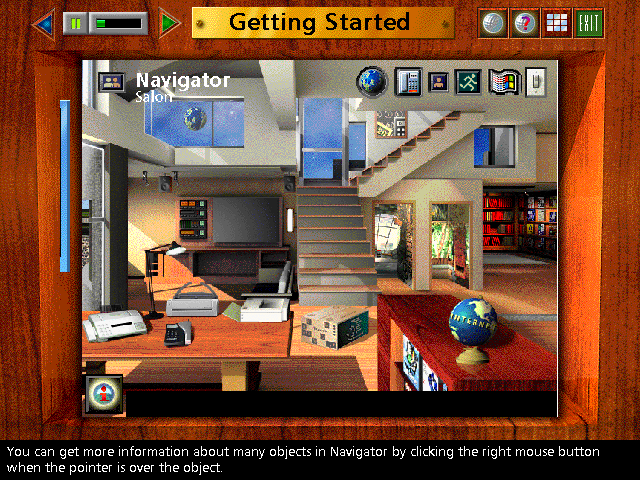 Getting Started
EXIT
Navigator
Salon
INTERNET
You can get more information about many objects in Navigator by clicking the right mouse button
when the pointer is over the object.